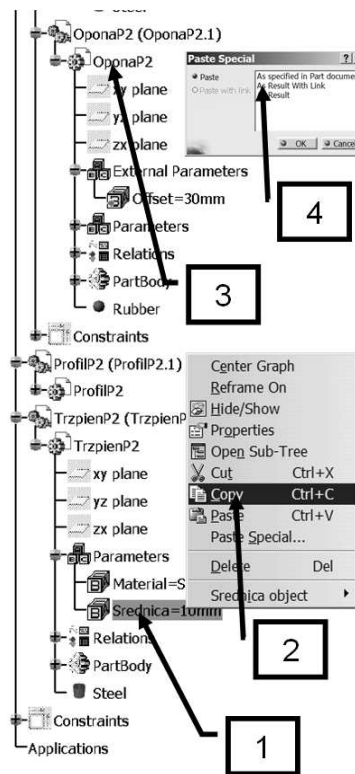 OponaP2 (OponaP2.1)
OponaP2
xy plane
yz plane
zx plane
External Parameters
Offset=30mm
Parameters
Relations
PartBody
Rubber
Constraints
Paste Special
?
Paste
Paste with link
As specified in Part docume
As Result With Link
Result
OK
Cance
4
3
ProfilP2 (ProfilP2.1)
ProfilP2
TrzpienP2 (TrzpienP
TrzpienP2
xy plane
yz plane
zx plane
Parameters
Material=S
Srednica=10mm
Relations
PartBody
Steel
Constraints
Applications
Center Graph
Reframe On
Hide/Show
Properties
Open Sub-Tree
Cut Ctrl+X
Copy Ctrl+C
Paste Ctrl+V
Paste Special...
Delete Del
Srednica object
2
1